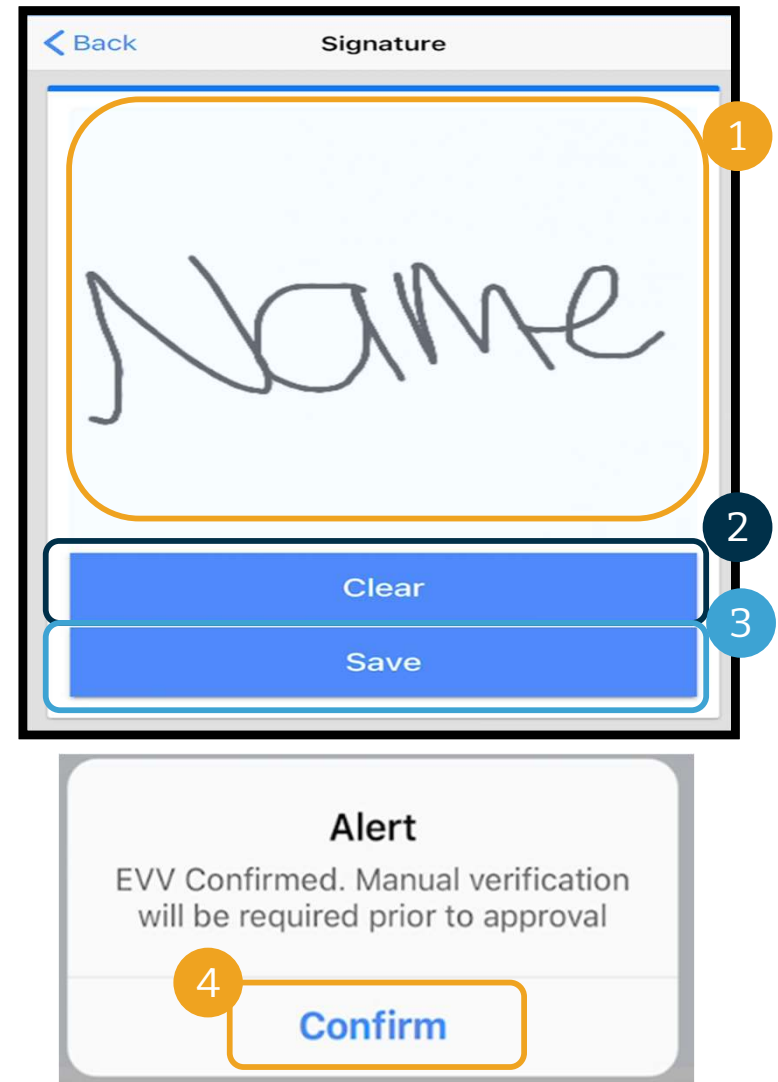 Back Signature
1
Name
2
Clear
3
Save
Alert
EVV Confirmed. Manual verification
will be required prior to approval
4
Confirm